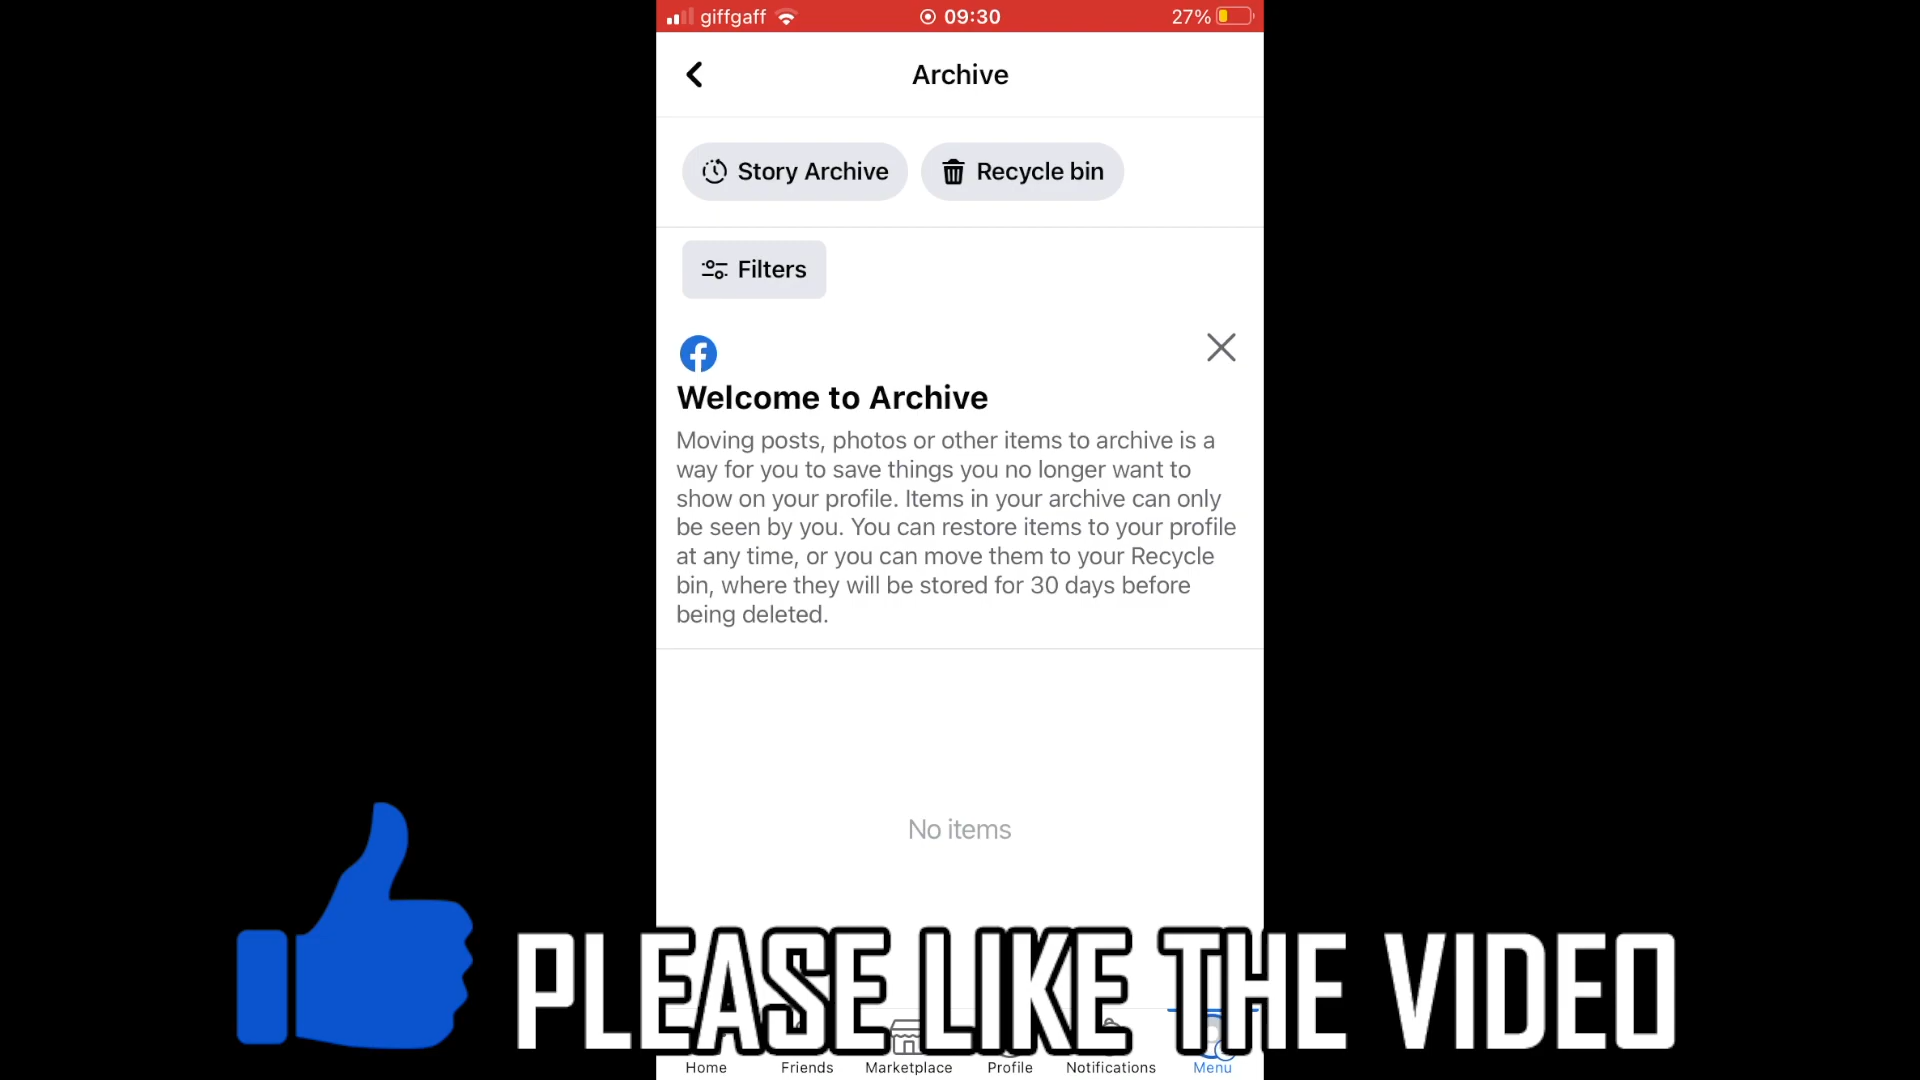 giffgaff 09:30 27%
Archive
Story Archive Recycle bin
Filters
Welcome to Archive
Moving posts, photos or other items to archive is a
way for you to save things you no longer want to
show on your profile. Items in your archive can only
be seen by you. You can restore items to your profile
at any time, or you can move them to your Recycle
bin, where they will be stored for 30 days before
being deleted.
No items
PLEASE LIKE THE VIDEO
Home Friends Marketplace Profile Notifications Menu